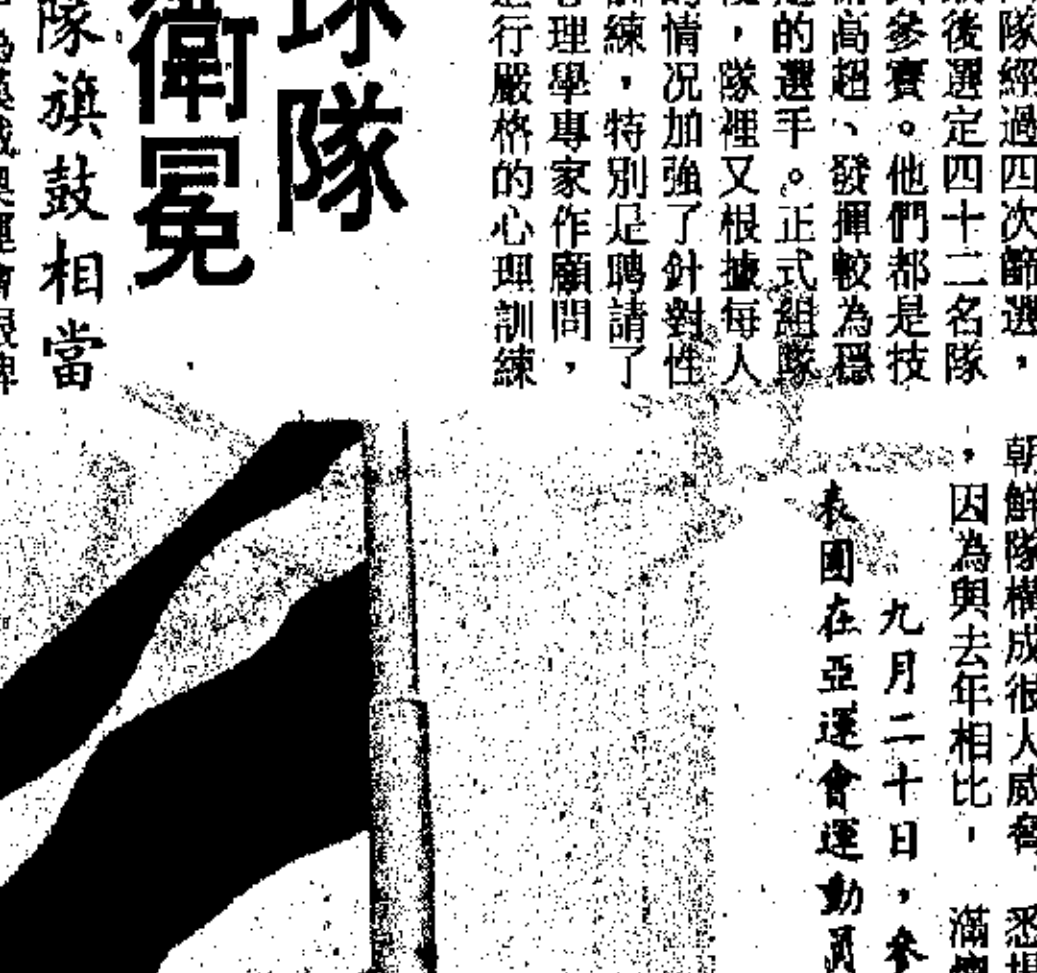 隊經過四次篩選，
後選定四十二名隊
參賽。他們都是技
高超、發揮較為穩
的選手。正式組隊
，隊裡又根據每人
情况加強了針對性
練，特別是聘請了
理學專家作顧問，
行嚴格的心理訓練
球隊
衛冕
隊旗鼓相當
朝鮮隊構成很大威脅
，因為與去年相比，
悉
滿
九月二十日，參
表團在亞運會運動員